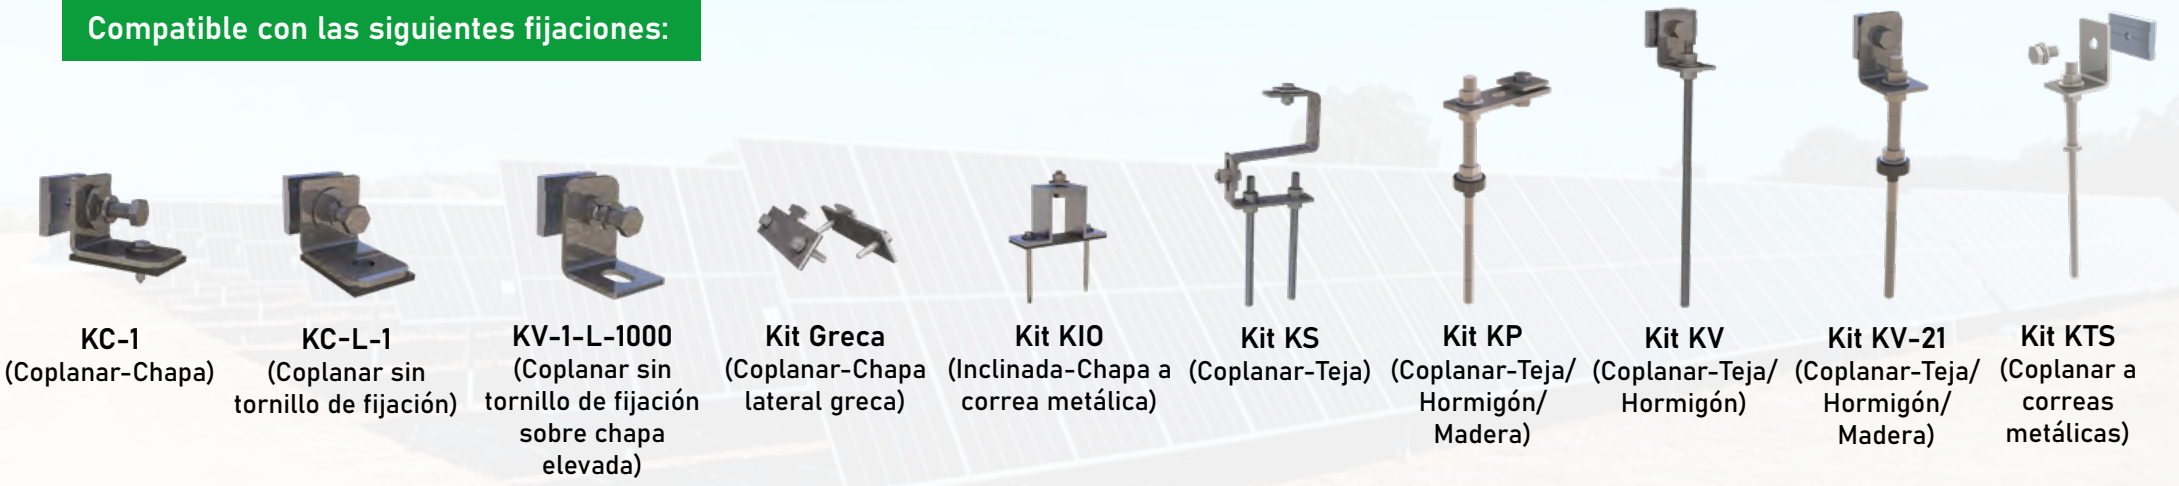 Compatible con las siguientes fijaciones:
KC-1
(Coplanar-Chapa)
KC-L-1
(Coplanar sin
tornillo de fijación)
KV-1-L-1000
(Coplanar sin
tornillo de fijación
sobre chapa
elevada)
Kit Greca
(Coplanar-Chapa
lateral greca)
Kit KIO
(Inclinada-Chapa a
correa metálica)
Kit KS
(Coplanar-Teja)
Kit KP
(Coplanar-Teja/
Hormigón/
Madera)
Kit KV
(Coplanar-Teja/
Hormigón)
Kit KV-21
(Coplanar-Teja/
Hormigón/
Madera)
Kit KTS
(Coplanar a
correas
metálicas)